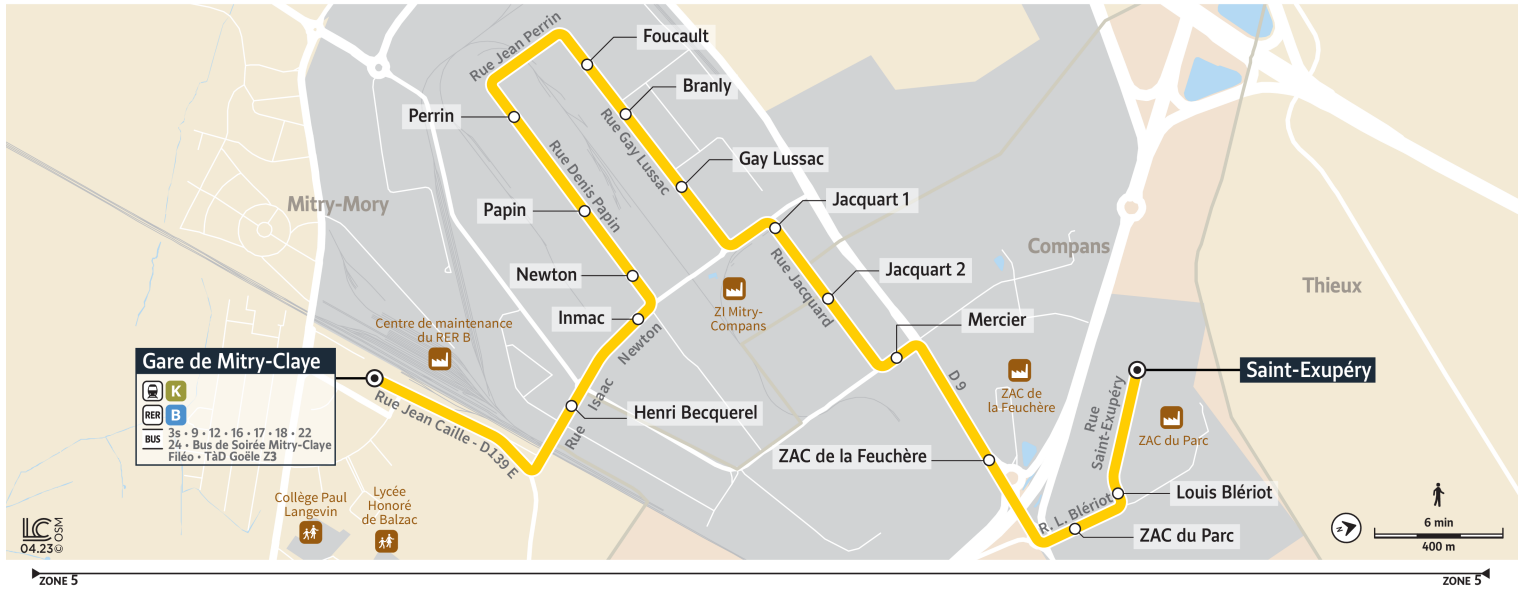 Rue Jean Perrin
Foucault
Branly
Perrin
Rue Gay Lussac
Rue Denis Papin
Gay Lussac
Mitry-Mory
Papin
Jacquart 1
Compans
Newton
Rue Jacquard
Jacquart 2
Thieux
ZI Mitry-
Compans
Inmac
Mercier
Centre de maintenance
du RER B
Rue Isaac Newton
Gare de Mitry-Claye
K
RER
B
BUS
3s • 9 • 12 • 16 • 17 • 18 • 22
24 • Bus de Soirée Mitry-Claye
Filéo • TàD Goële Z3
Rue Jean Caille - D139 E
Henri Becquerel
D 9
ZAC de
la Feuchère
Saint-Exupéry
Rue
Saint-Exupéry
ZAC du Parc
ZAC de la Feuchère
Louis Blériot
R. L. Blériot
ZAC du Parc
Collège Paul
Langevin
Lycée
Honoré
de Balzac
LC
04.23
© OSM
N
6 min
400 m
ZONE 5
ZONE 5